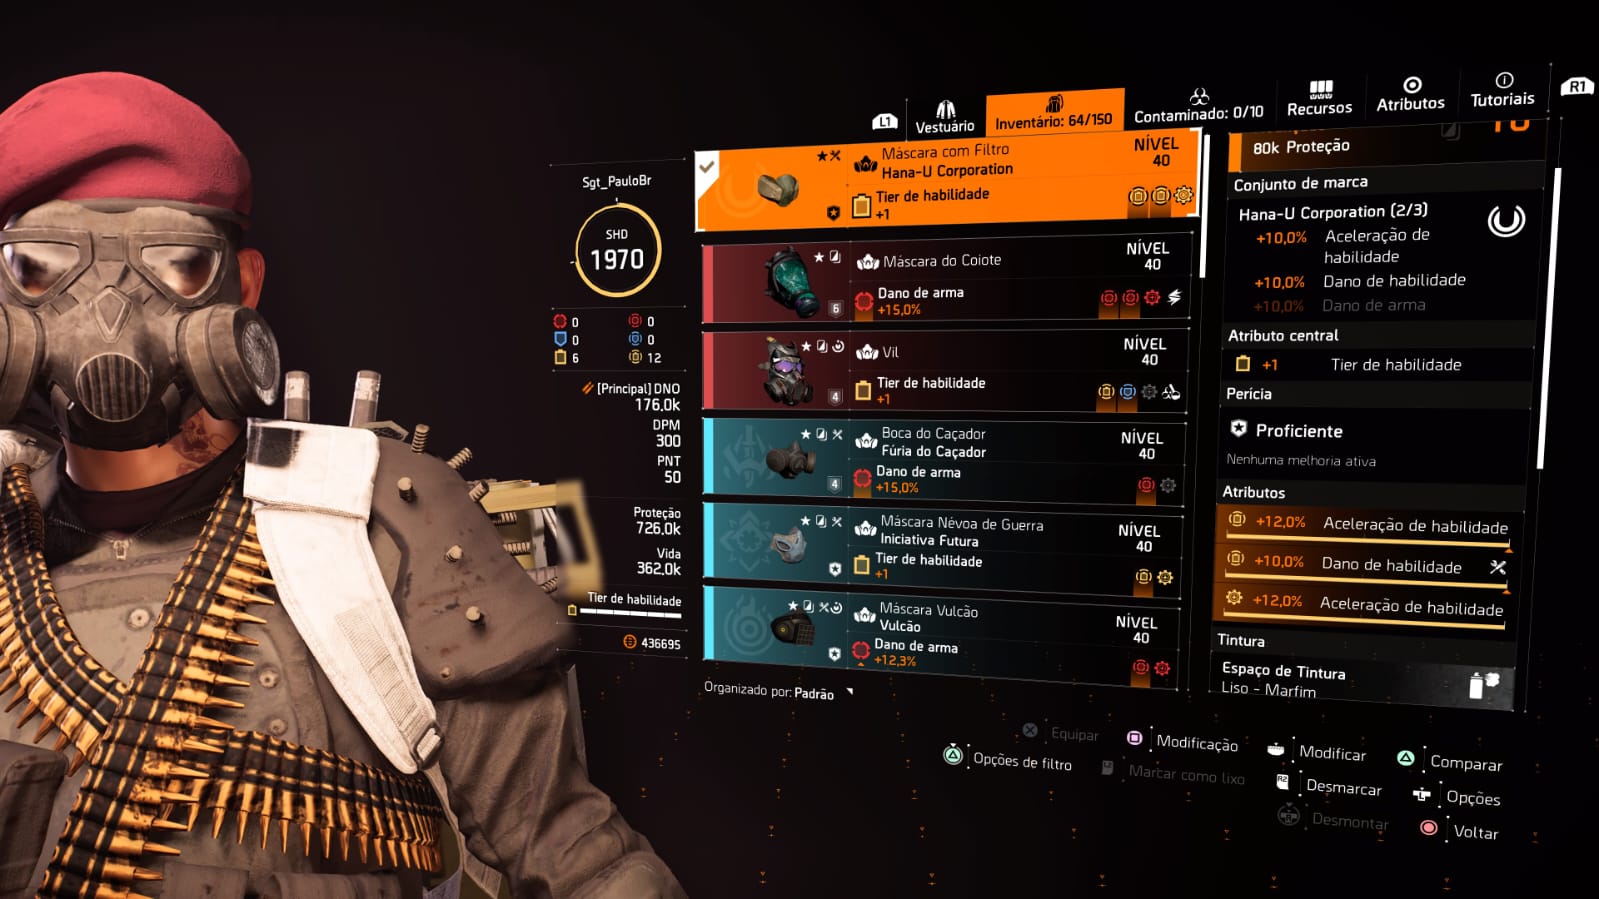 L1
Vestuário
Inventário: 64/150
Contaminado: 0/10
Recursos
Atributos
Tutoriais
R1
Sgt_PauloBr
SHD
1970
0
0
0
0
6
12
[Principal] DNO
176,0k
DPM
300
PNT
50
Proteção
726,0k
Vida
362,0k
Tier de habilidade
436695
Máscara com Filtro
Hana-U Corporation
NÍVEL
40
Tier de habilidade
+1
Máscara do Coiote
NÍVEL
40
Dano de arma
+15,0%
6
Vil
NÍVEL
40
Tier de habilidade
+1
4
Boca do Caçador
Fúria do Caçador
NÍVEL
40
Dano de arma
+15,0%
4
Máscara Névoa de Guerra
Iniciativa Futura
NÍVEL
40
Tier de habilidade
+1
Máscara Vulcão
Vulcão
NÍVEL
40
Dano de arma
+12,3%
Organizado por: Padrão
80k Proteção
Conjunto de marca
Hana-U Corporation (2/3)
+10,0% Aceleração de
habilidade
+10,0% Dano de habilidade
+10,0% Dano de arma
Atributo central
+1 Tier de habilidade
Perícia
Proficiente
Nenhuma melhoria ativa
Atributos
+12,0% Aceleração de habilidade
+10,0% Dano de habilidade
+12,0% Aceleração de habilidade
Tintura
Espaço de Tintura
Liso - Marfim
Equipar
Modificação
Modificar
Comparar
Opções de filtro
Marcar como lixo
R2
Desmarcar
Opções
Desmontar
Voltar